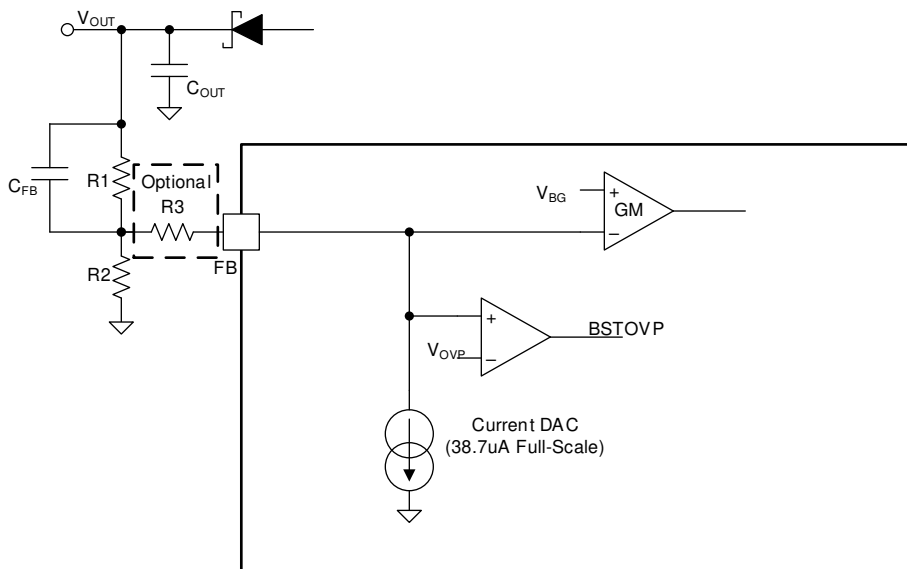 VOUT
COUT
CFB
R1
Optional
R3
FB
R2
VBG
+
GM
−
+
VOVP
−
BSTOVP
Current DAC
(38.7uA Full-Scale)